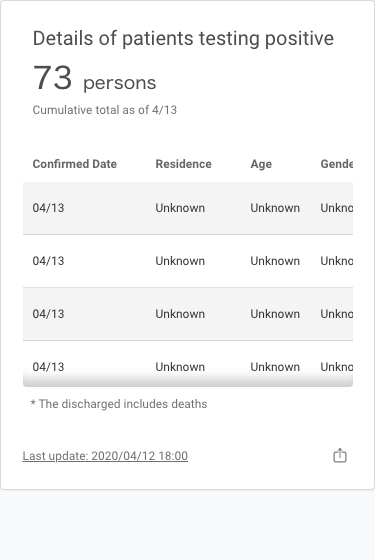 Details of patients testing positive
73 persons
Cumulative total as of 4/13
Confirmed Date Residence Age Gende
04/13 Unknown Unknown Unkno
04/13 Unknown Unknown Unkno
04/13 Unknown Unknown Unkno
04/13 Unknown Unknown Unkno
* The discharged includes deaths
Last update: 2020/04/12 18:00